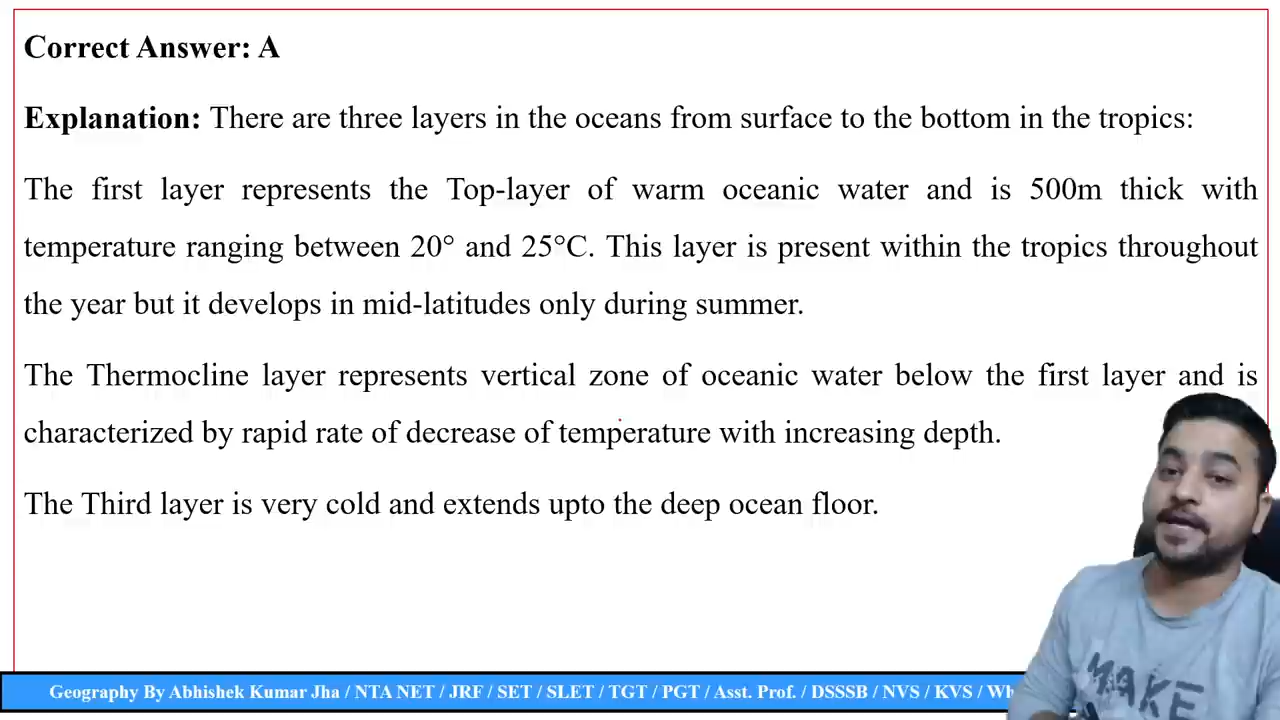 Correct Answer: A
Explanation: There are three layers in the oceans from surface to the bottom in the tropics:
The first layer represents the Top-layer of warm oceanic water and is 500m thick with
temperature ranging between 20° and 25°C. This layer is present within the tropics throughout
the year but it develops in mid-latitudes only during summer.
The Thermocline layer represents vertical zone of oceanic water below the first layer and is
characterized by rapid rate of decrease of temperature with increasing depth.
The Third layer is very cold and extends upto the deep ocean floor.
Geography By Abhishek Kumar Jha / NTA NET / JRF / SET / SLET / TGT / PGT / Asst. Prof. / DSSSB / NVS / KVS /
MAKE